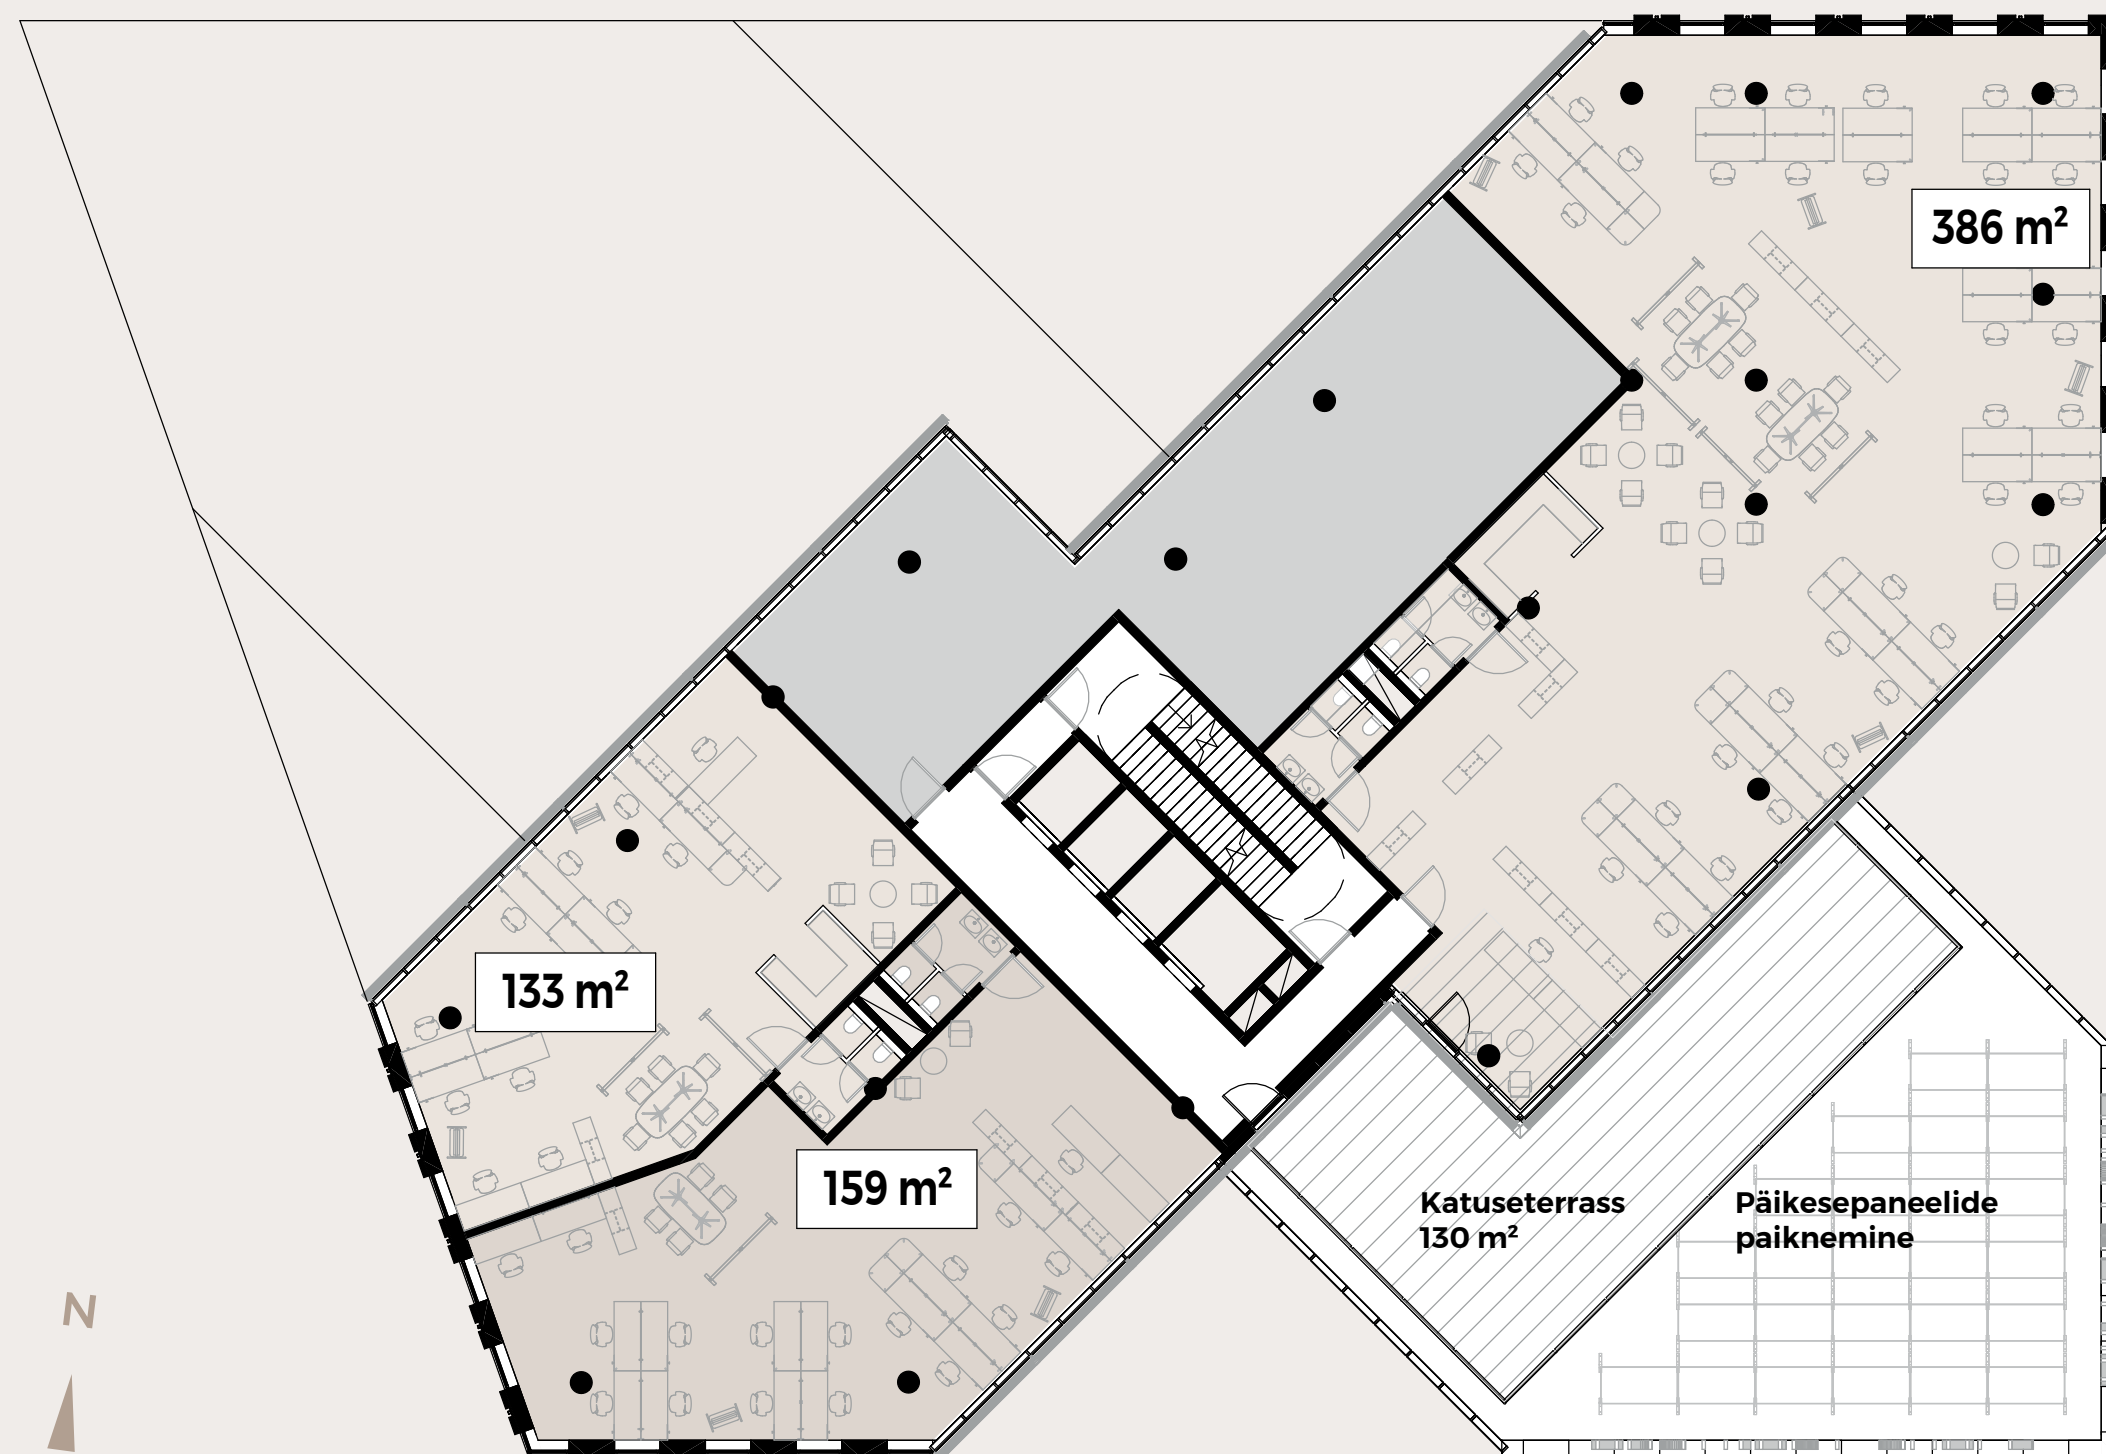 386 m²
133 m²
159 m²
Katuseterrass
130 m²
Päikesepaneelide
paiknemine
N